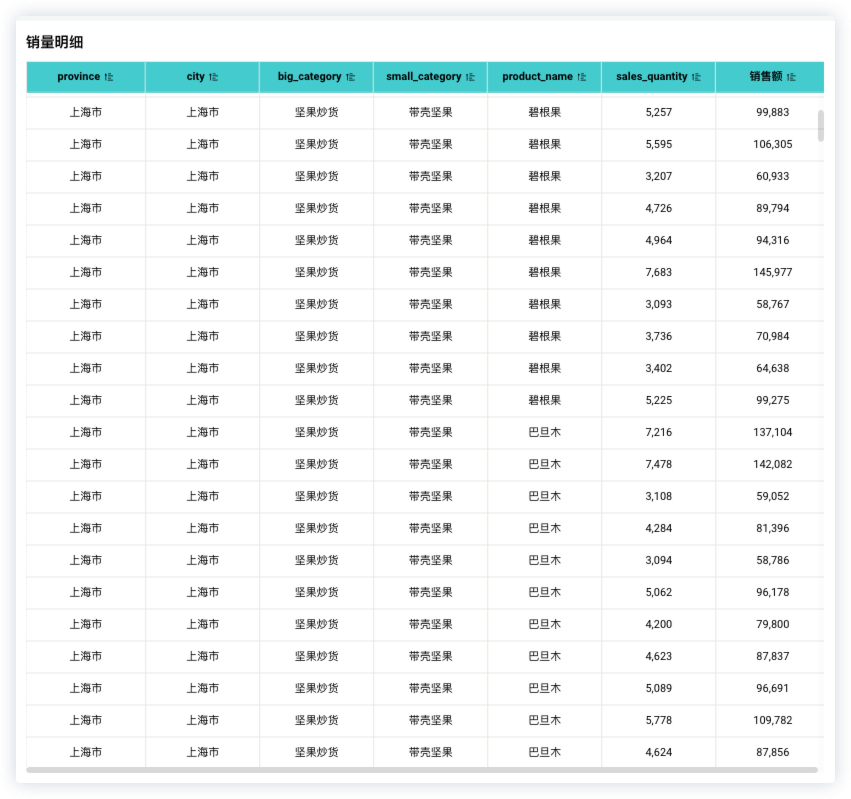 销量明细
province city big_category small_category product_name sales_quantity 销售额
上海市 上海市 坚果炒货 带壳坚果 碧根果 5,257 99,883
上海市 上海市 坚果炒货 带壳坚果 碧根果 5,595 106,305
上海市 上海市 坚果炒货 带壳坚果 碧根果 3,207 60,933
上海市 上海市 坚果炒货 带壳坚果 碧根果 4,726 89,794
上海市 上海市 坚果炒货 带壳坚果 碧根果 4,964 94,316
上海市 上海市 坚果炒货 带壳坚果 碧根果 7,683 145,977
上海市 上海市 坚果炒货 带壳坚果 碧根果 3,093 58,767
上海市 上海市 坚果炒货 带壳坚果 碧根果 3,736 70,984
上海市 上海市 坚果炒货 带壳坚果 碧根果 3,402 64,638
上海市 上海市 坚果炒货 带壳坚果 碧根果 5,225 99,275
上海市 上海市 坚果炒货 带壳坚果 巴旦木 7,216 137,104
上海市 上海市 坚果炒货 带壳坚果 巴旦木 7,478 142,082
上海市 上海市 坚果炒货 带壳坚果 巴旦木 3,108 59,052
上海市 上海市 坚果炒货 带壳坚果 巴旦木 4,284 81,396
上海市 上海市 坚果炒货 带壳坚果 巴旦木 3,094 58,786
上海市 上海市 坚果炒货 带壳坚果 巴旦木 5,062 96,178
上海市 上海市 坚果炒货 带壳坚果 巴旦木 4,200 79,800
上海市 上海市 坚果炒货 带壳坚果 巴旦木 4,623 87,837
上海市 上海市 坚果炒货 带壳坚果 巴旦木 5,089 96,691
上海市 上海市 坚果炒货 带壳坚果 巴旦木 5,778 109,782
上海市 上海市 坚果炒货 带壳坚果 巴旦木 4,624 87,856